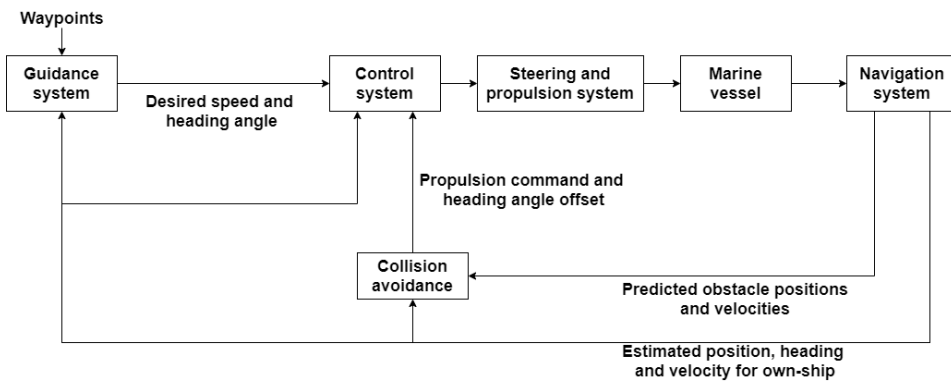 Waypoints
Guidance
system
Desired speed and
heading angle
Control
system
Steering and
propulsion system
Marine
vessel
Navigation
system
Propulsion command and
heading angle offset
Collision
avoidance
Predicted obstacle positions
and velocities
Estimated position, heading
and velocity for own-ship